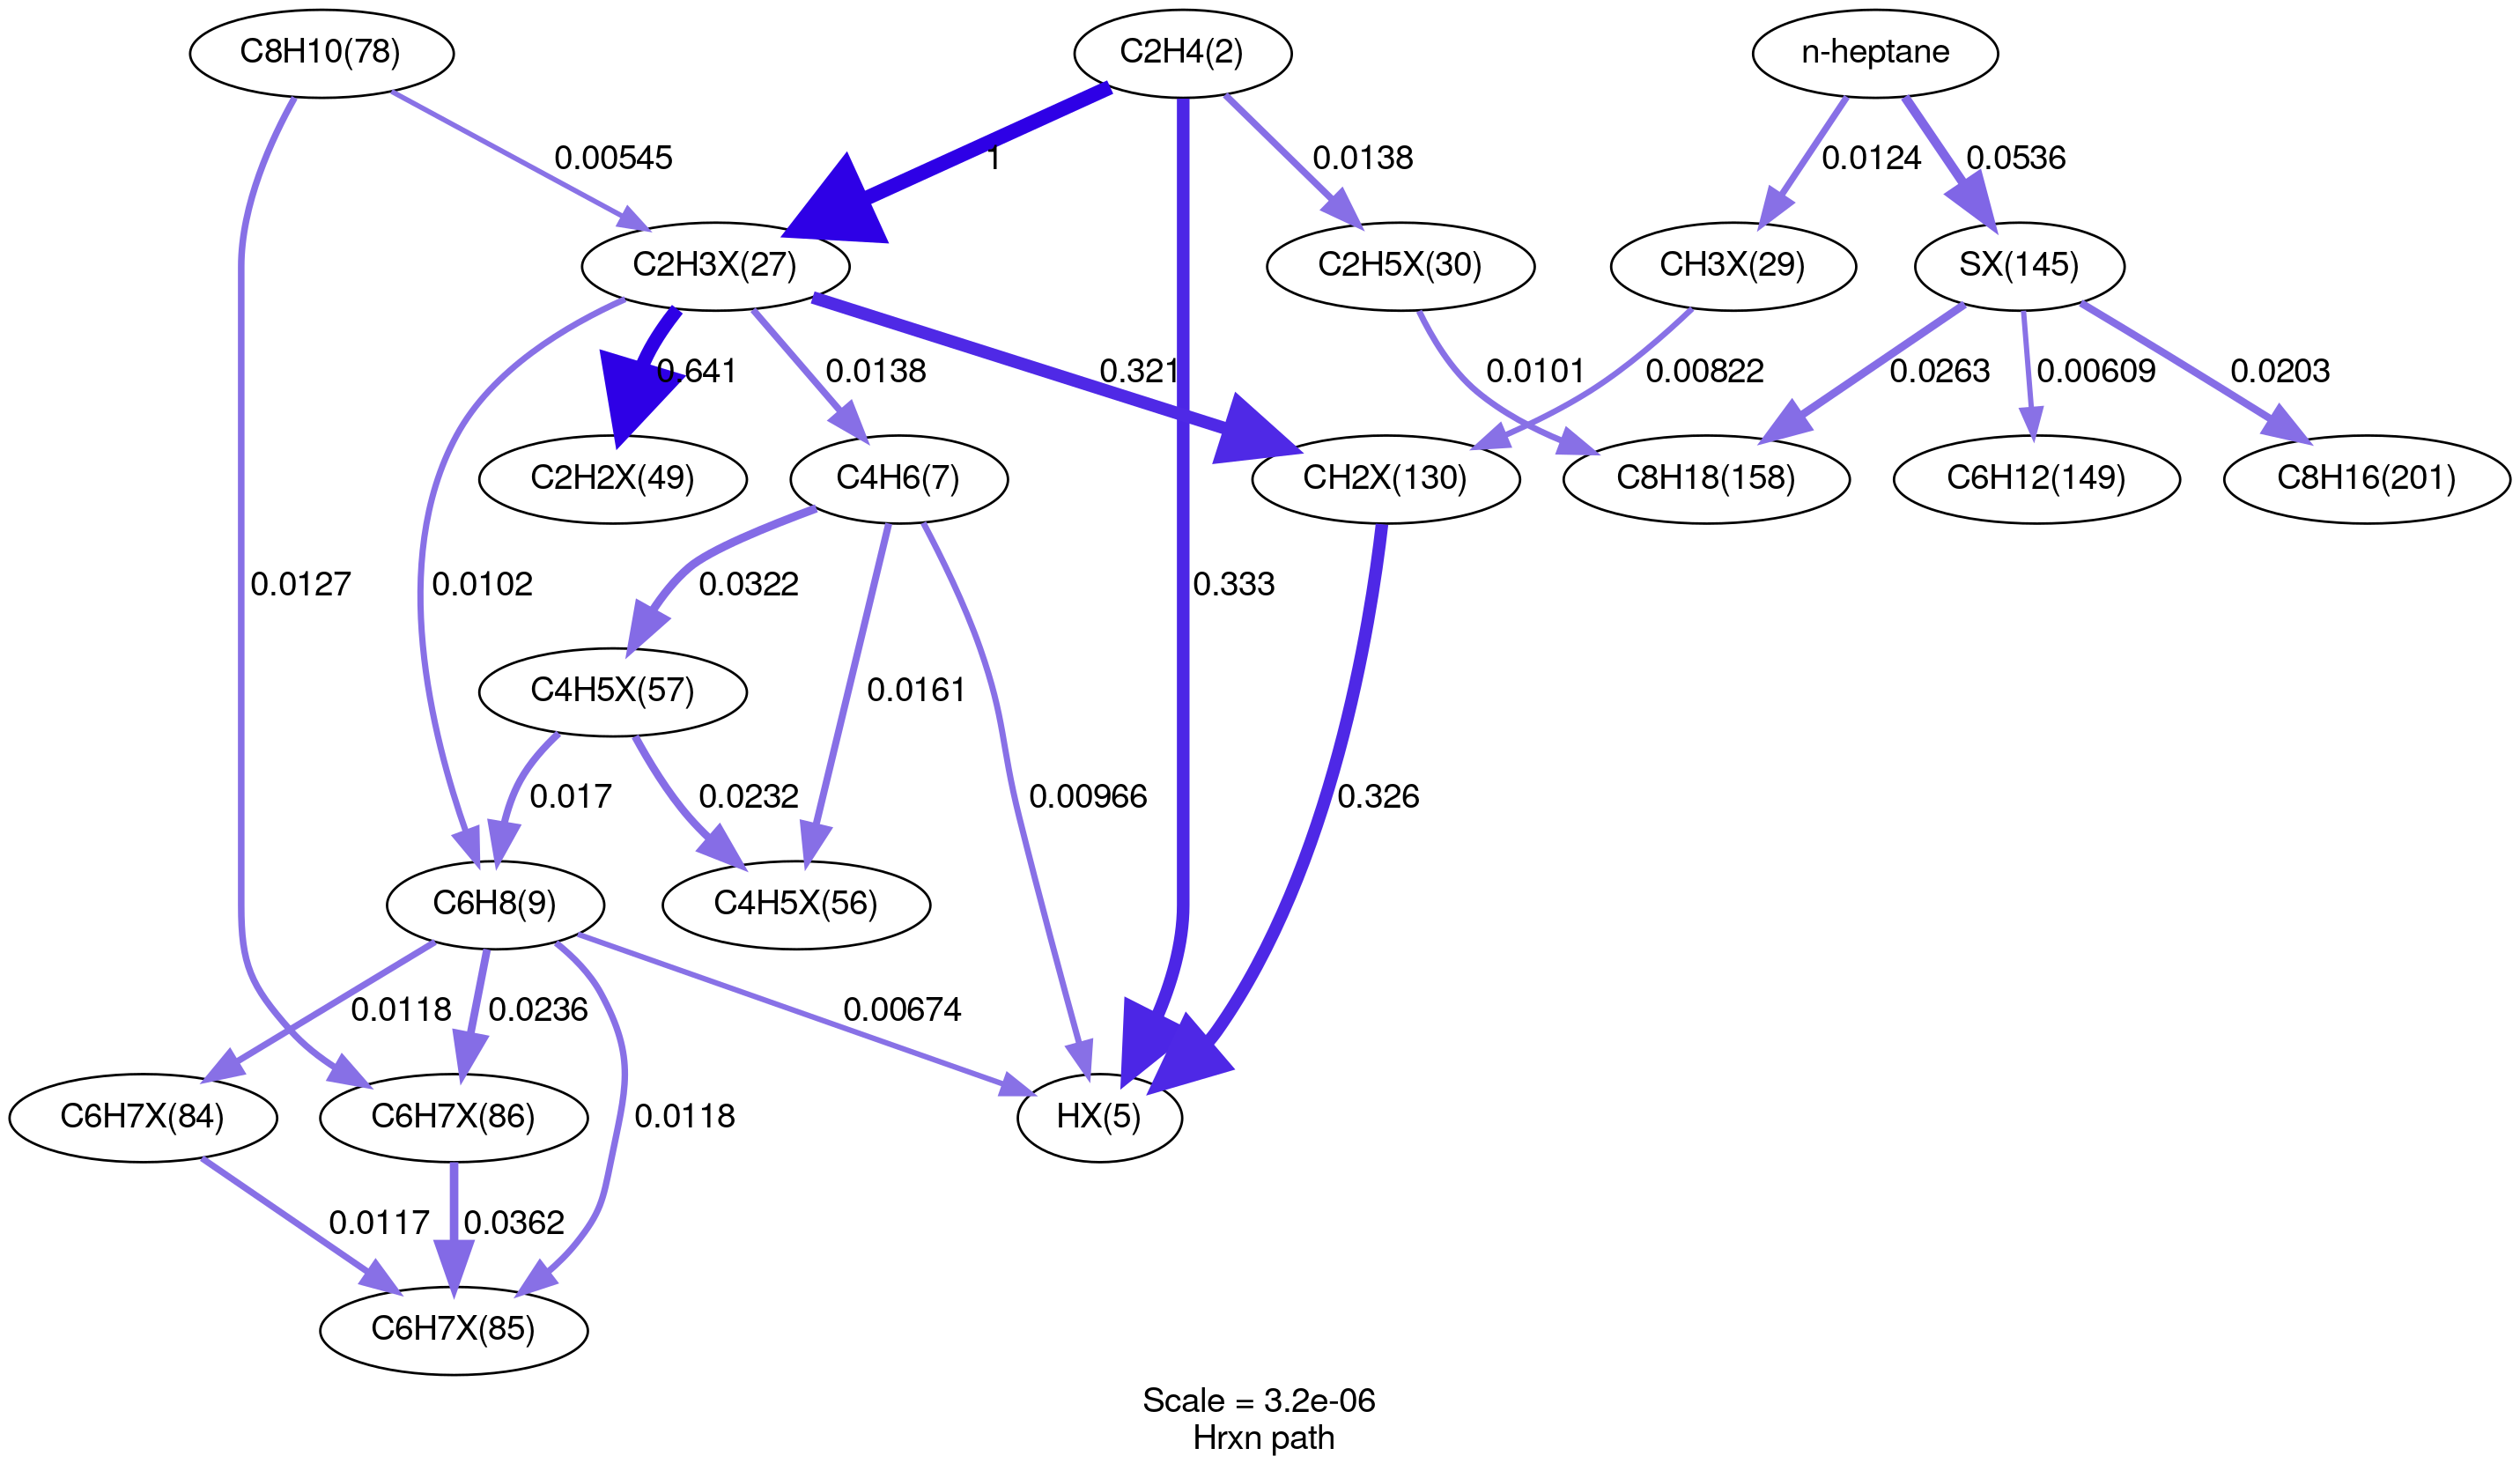 C8H10(78)
C2H4(2)
n-heptane
0.00545
1
0.0138
0.0124
0.0536
C2H3X(27)
C2H5X(30)
CH3X(29)
SX(145)
0.641
0.0138
0.321
0.0101
0.00822
0.0263
0.00609
0.0203
C2H2X(49)
C4H6(7)
CH2X(130)
C8H18(158)
C6H12(149)
C8H16(201)
0.0127
0.0102
0.0322
0.333
C4H5X(57)
0.0161
0.017
0.0232
0.00966
0.326
C6H8(9)
C4H5X(56)
0.0118
0.0236
0.00674
C6H7X(84)
C6H7X(86)
0.0118
HX(5)
0.0117
0.0362
C6H7X(85)
Scale = 3.2e-06
Hrxn path